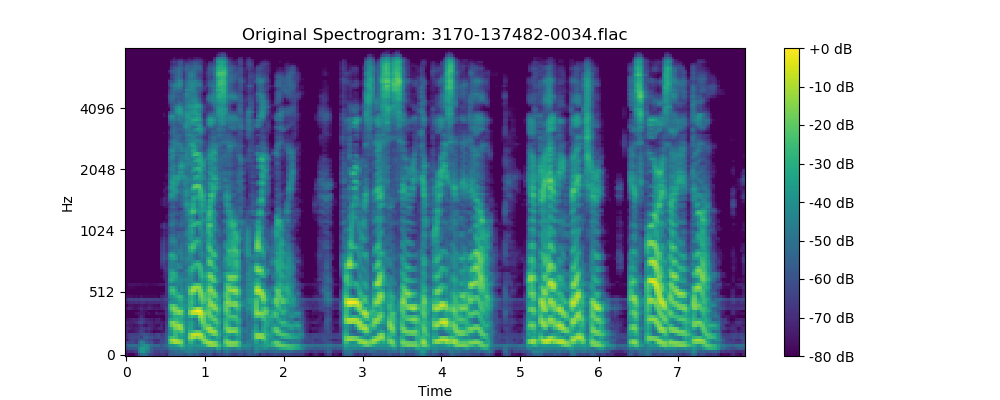 Original Spectrogram: 3170-137482-0034.flac
Hz
4096
2048
1024
512
0
0 1 2 3 4 5 6 7
Time
+0 dB
-10 dB
-20 dB
-30 dB
-40 dB
-50 dB
-60 dB
-70 dB
-80 dB